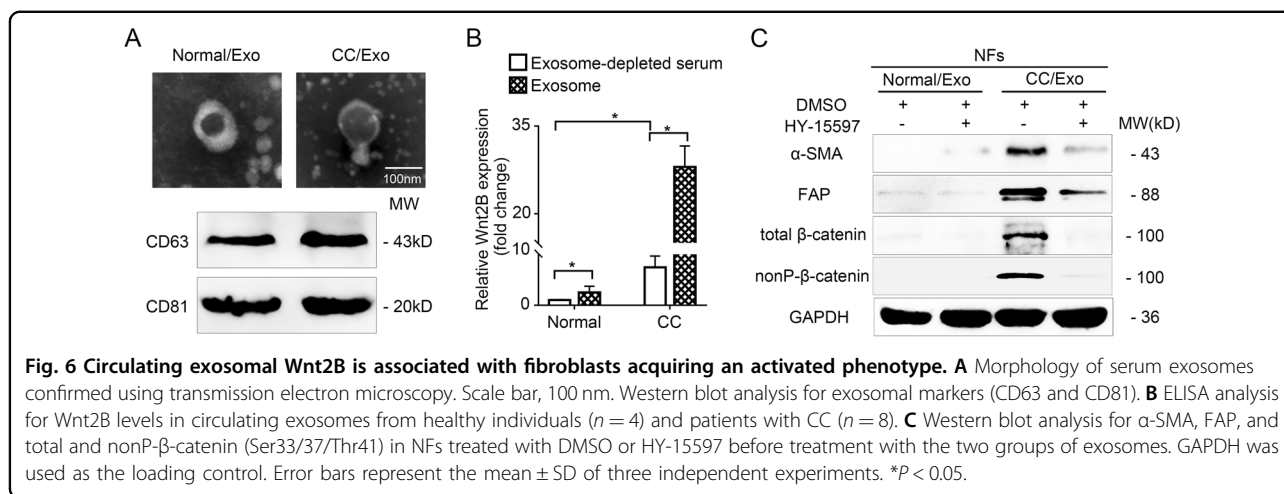 A
Normal/Exo CC/Exo
100nm
MW
CD63 - 43kD
CD81 - 20kD
B
Exosome-depleted serum
Exosome
Relative Wnt2B expression
(fold change)
35
20
10
0
* * *
Normal CC
C
NFs
Normal/Exo CC/Exo
DMSO + + + +
HY-15597 - + - + MW(kD)
α-SMA - 43
FAP - 88
total β-catenin - 100
nonP-β-catenin - 100
GAPDH - 36
Fig. 6 Circulating exosomal Wnt2B is associated with fibroblasts acquiring an activated phenotype. A Morphology of serum exosomes
confirmed using transmission electron microscopy. Scale bar, 100 nm. Western blot analysis for exosomal markers (CD63 and CD81). B ELISA analysis
for Wnt2B levels in circulating exosomes from healthy individuals (n = 4) and patients with CC (n = 8). C Western blot analysis for α-SMA, FAP, and
total and nonP-β-catenin (Ser33/37/Thr41) in NFs treated with DMSO or HY-15597 before treatment with the two groups of exosomes. GAPDH was
used as the loading control. Error bars represent the mean ± SD of three independent experiments. *P < 0.05.